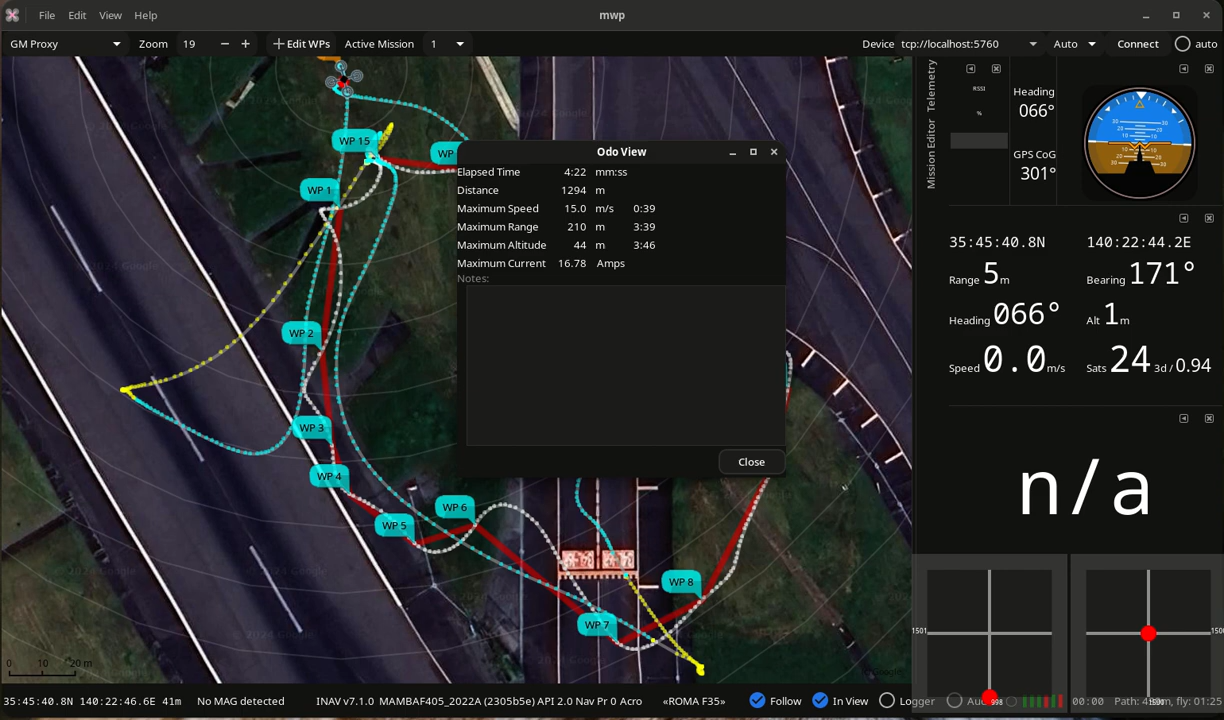 mwp
File Edit View Help
GM Proxy Zoom 19 − + +Edit WPs Active Mission 1 Device tcp://localhost:5760 Auto Connect auto
WP 15
WP
WP 1
WP 2
WP 3
WP 4
WP 5
WP 6
WP 7
WP 8
Odo View
Elapsed Time 4:22 mm:ss
Distance 1294 m
Maximum Speed 15.0 m/s 0:39
Maximum Range 210 m 3:39
Maximum Altitude 44 m 3:46
Maximum Current 16.78 Amps
Notes:
Close
Telemetry
Mission Editor
RSSI
%
Heading
066°
GPS CoG
301°
35:45:40.8N 140:22:44.2E
Range 5m Bearing 171°
Heading 066° Alt 1m
Speed 0.0m/s Sats 24 3d / 0.94
n/a
1501
998
0 10 20 m
35:45:40.8N 140:22:46.6E 41m No MAG detected INAV v7.1.0 MAMBAF405_2022A (2305b5e) API 2.0 Nav Pr 0 Acro «ROMA F35» Follow In View Logger 00:00